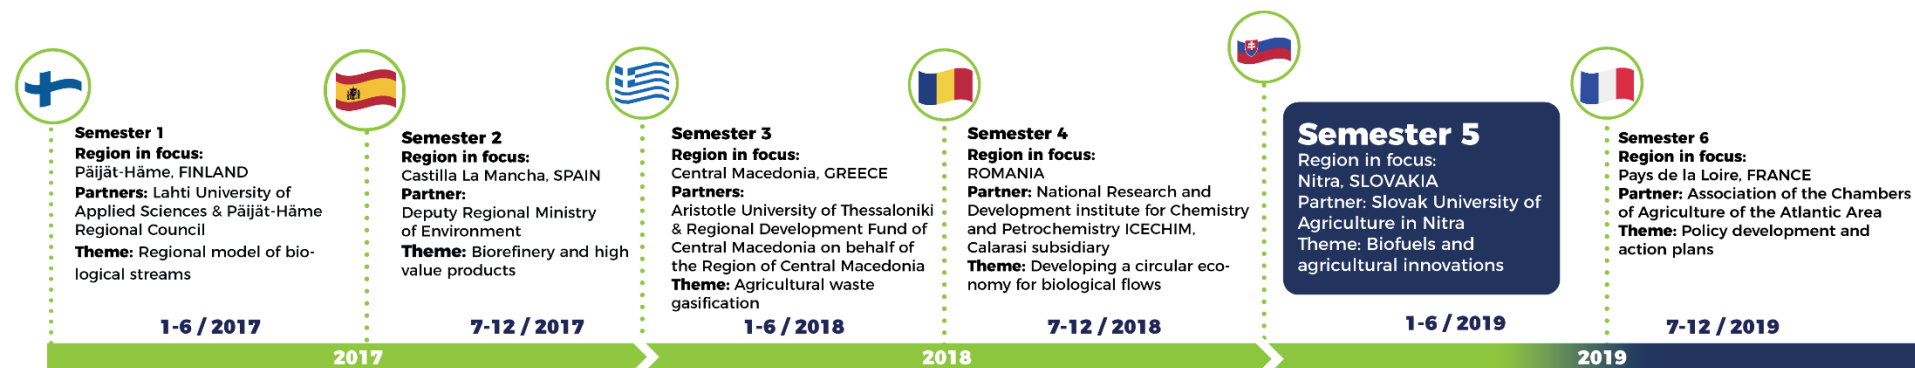 Semester 1
Region in focus:
Päijät-Häme, FINLAND
Partners: Lahti University of
Applied Sciences & Päijät-Häme
Regional Council
Theme: Regional model of bio-
logical streams
1-6 / 2017
Semester 2
Region in focus:
Castilla La Mancha, SPAIN
Partner:
Deputy Regional Ministry
of Environment
Theme: Biorefinery and high
value products
7-12 / 2017
Semester 3
Region in focus:
Central Macedonia, GREECE
Partners:
Aristotle University of Thessaloniki
& Regional Development Fund of
Central Macedonia on behalf of
the Region of Central Macedonia
Theme: Agricultural waste
gasification
1-6 / 2018
Semester 4
Region in focus:
ROMANIA
Partner: National Research and
Development institute for Chemistry
and Petrochemistry ICECHIM,
Calarasi subsidiary
Theme: Developing a circular eco-
nomy for biological flows
7-12 / 2018
Semester 5
Region in focus:
Nitra, SLOVAKIA
Partner: Slovak University of
Agriculture in Nitra
Theme: Biofuels and
agricultural innovations
1-6 / 2019
Semester 6
Region in focus:
Pays de la Loire, FRANCE
Partner: Association of the Chambers
of Agriculture of the Atlantic Area
Theme: Policy development and
action plans
7-12 / 2019
2017
2018
2019